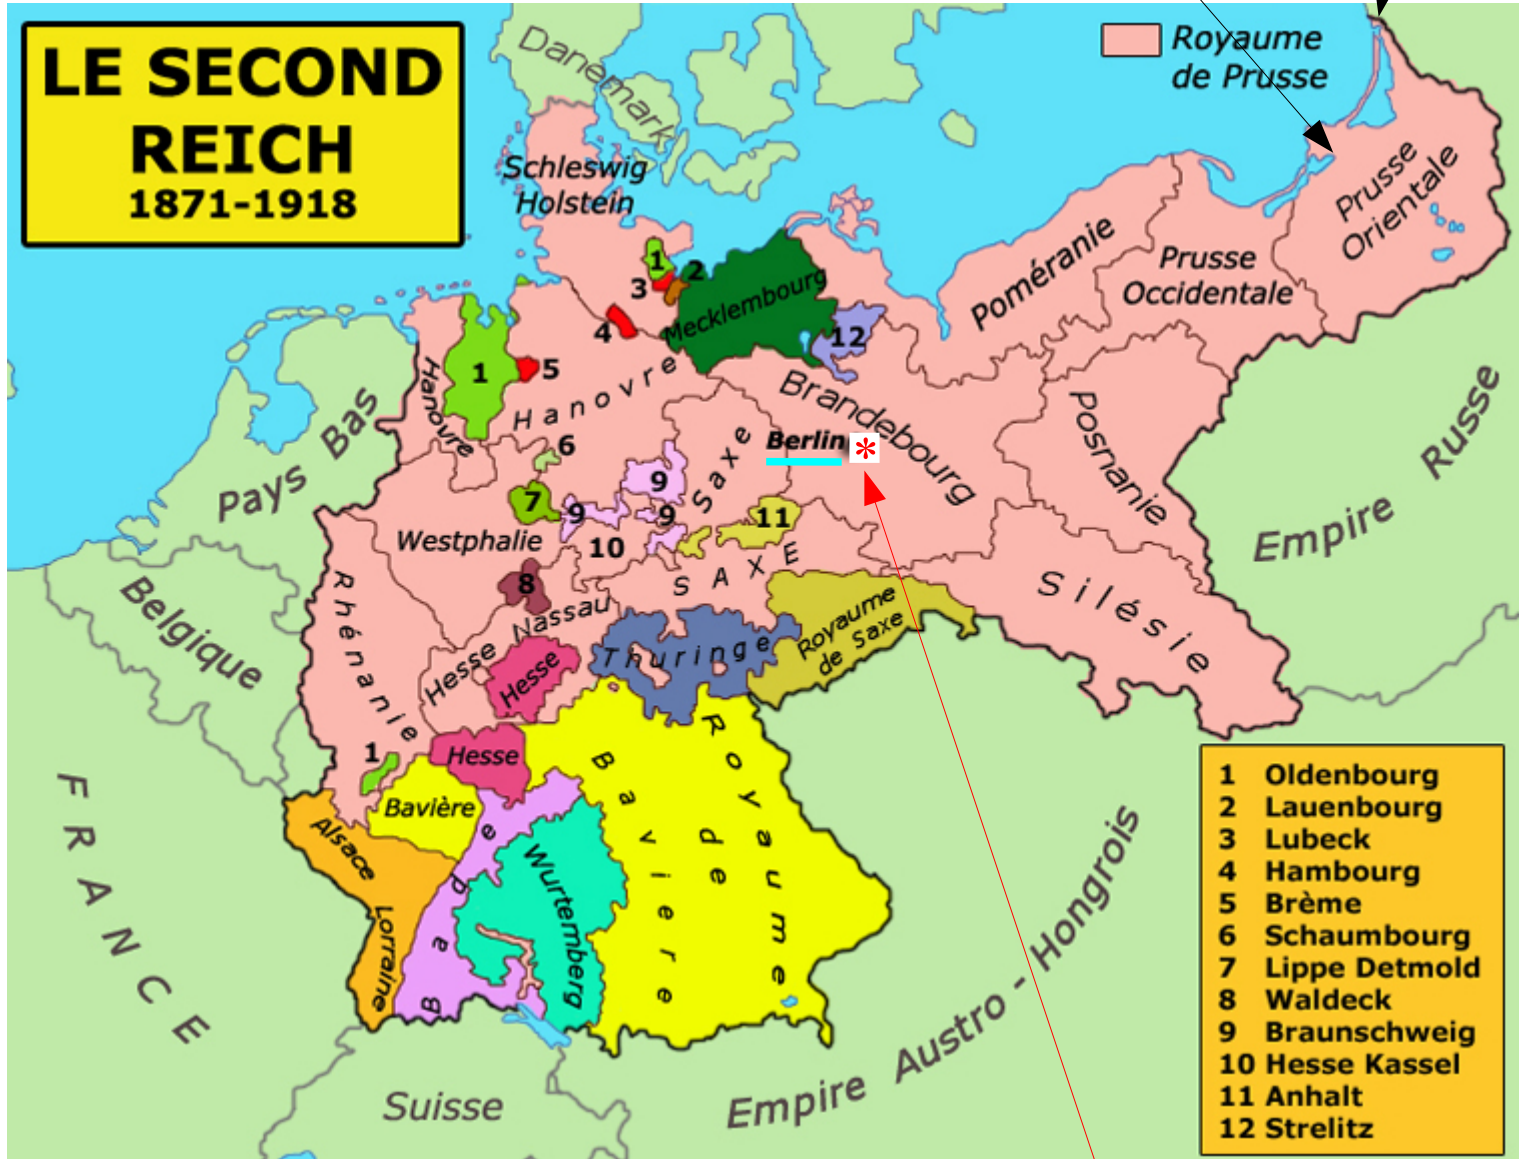 LE SECOND
REICH
1871-1918
Royaume
de Prusse
Danemark
Schleswig
Holstein
Prusse
Orientale
1
2
3
Mecklembourg
Poméranie
Prusse
Occidentale
4
12
1
5
Hanovre
Hanovre
Brandebourg
Posnanie
Pays Bas
Empire Russe
6
Berlin
*
Saxe
9
7
9
9
11
Westphalie
10
SAXE
8
Silésie
Belgique
Rhénanie
Hesse Nassau
Hesse
Thuringe
Royaume
de Saxe
1
Hesse
Bavière
Royaume
de
Baviere
FRANCE
Alsace
Lorraine
Bade
Wurtemberg
Empire Austro - Hongrois
Suisse
1 Oldenbourg
2 Lauenbourg
3 Lubeck
4 Hambourg
5 Brème
6 Schaumbourg
7 Lippe Detmold
8 Waldeck
9 Braunschweig
10 Hesse Kassel
11 Anhalt
12 Strelitz